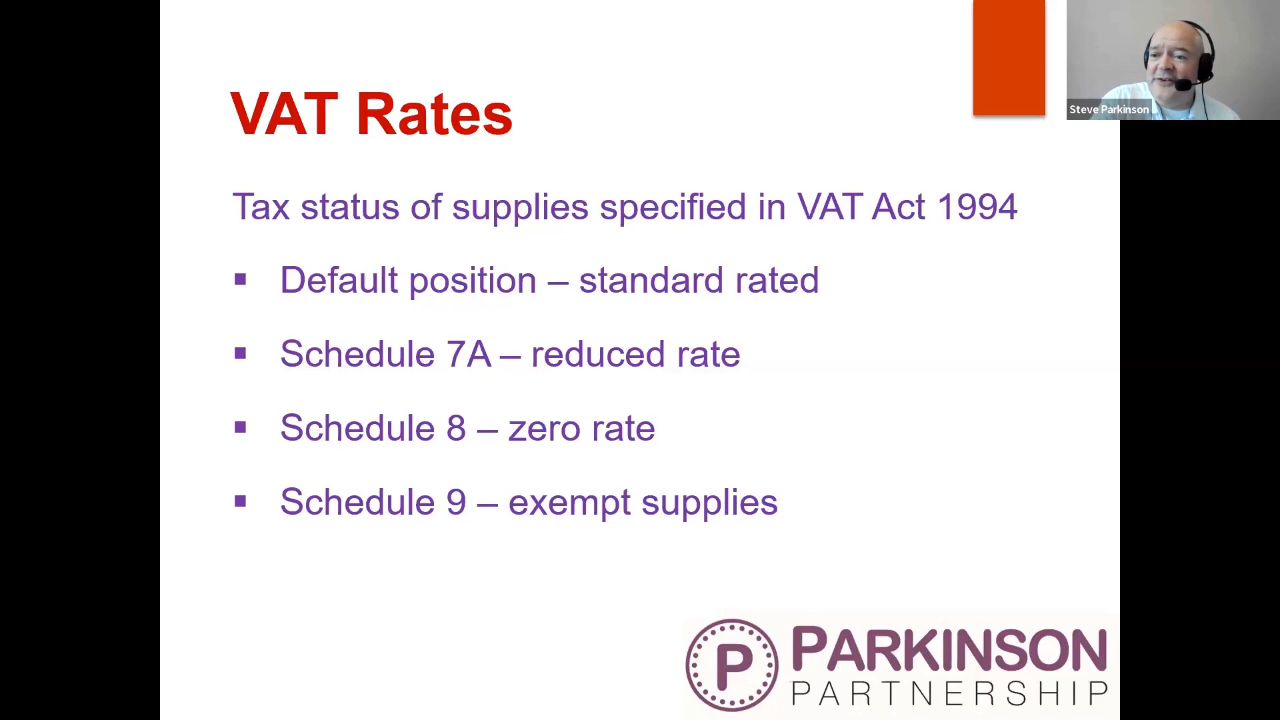 Steve Parkinson
VAT Rates
Tax status of supplies specified in VAT Act 1994
▪ Default position – standard rated
▪ Schedule 7A – reduced rate
▪ Schedule 8 – zero rate
▪ Schedule 9 – exempt supplies
P
PARKINSON
PARTNERSHIP